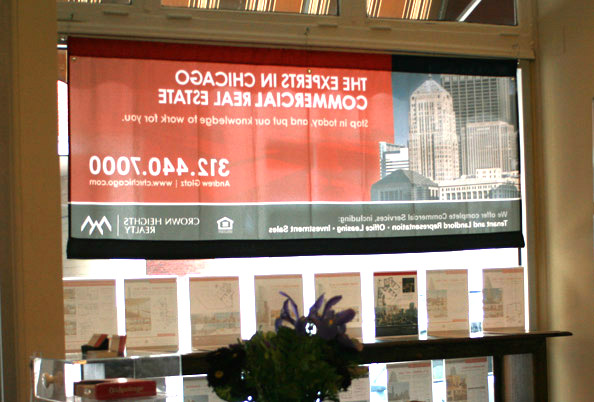 THE EXPERTS IN CHICAGO
COMMERCIAL REAL ESTATE
Stop in today, and put our knowledge to work for you.
312.440.7000
Andrew Glatz | www.chchicago.com
We offer complete Commercial Services, including:
Tenant and Landlord Representation • Office Leasing • Investment Sales
CROWN HEIGHTS
REALTY